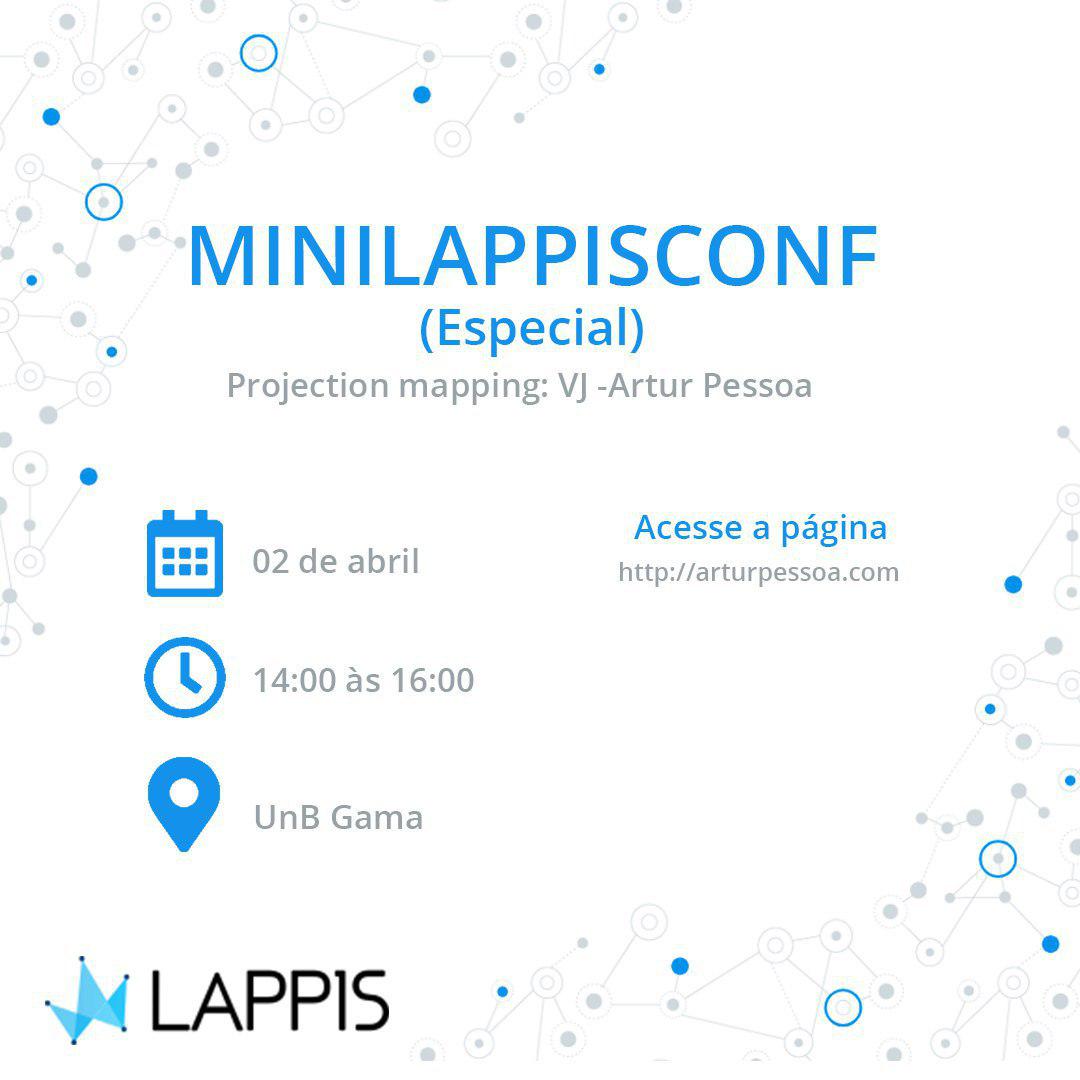 MINILAPPISCONF
(Especial)
Projection mapping: VJ -Artur Pessoa
02 de abril
14:00 às 16:00
UnB Gama
Acesse a página
http://arturpessoa.com
LAPPIS